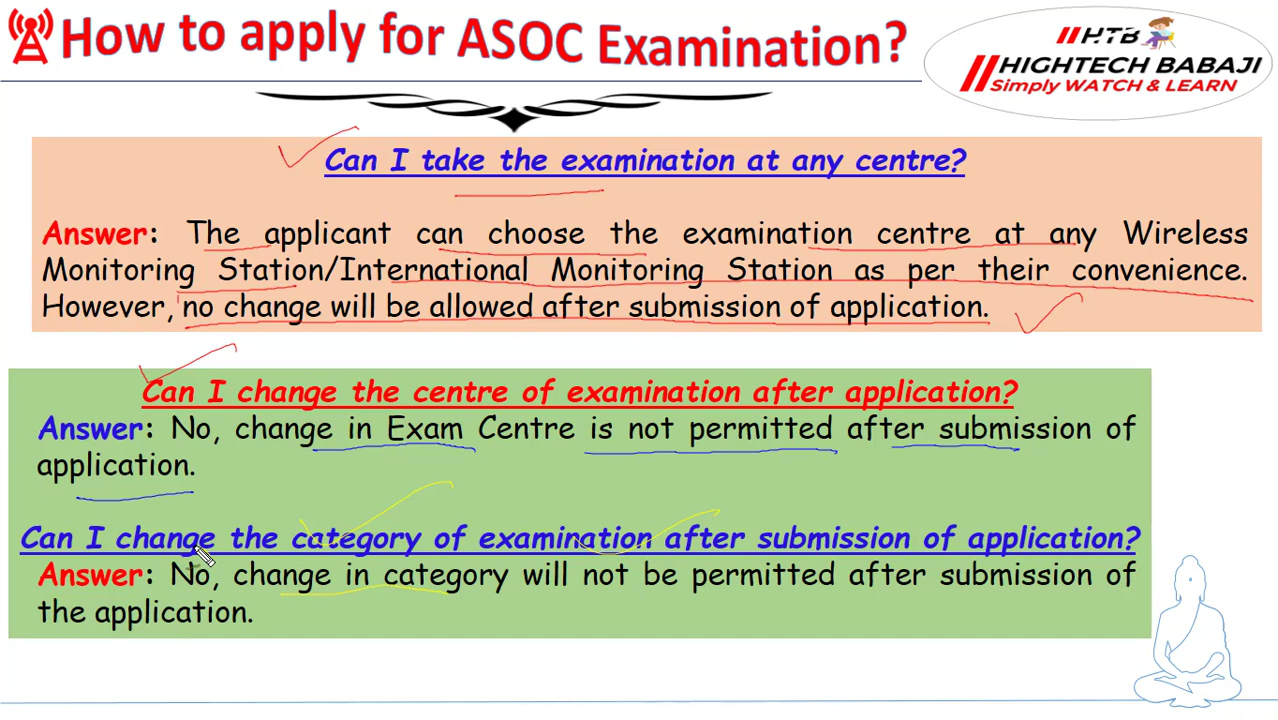 How to apply for ASOC Examination?
HTB
HIGHTECH BABAJI
Simply WATCH & LEARN
Can I take the examination at any centre?
Answer: The applicant can choose the examination centre at any Wireless
Monitoring Station/International Monitoring Station as per their convenience.
However, no change will be allowed after submission of application.
Can I change the centre of examination after application?
Answer: No, change in Exam Centre is not permitted after submission of
application.
Can I change the category of examination after submission of application?
Answer: No, change in category will not be permitted after submission of
the application.